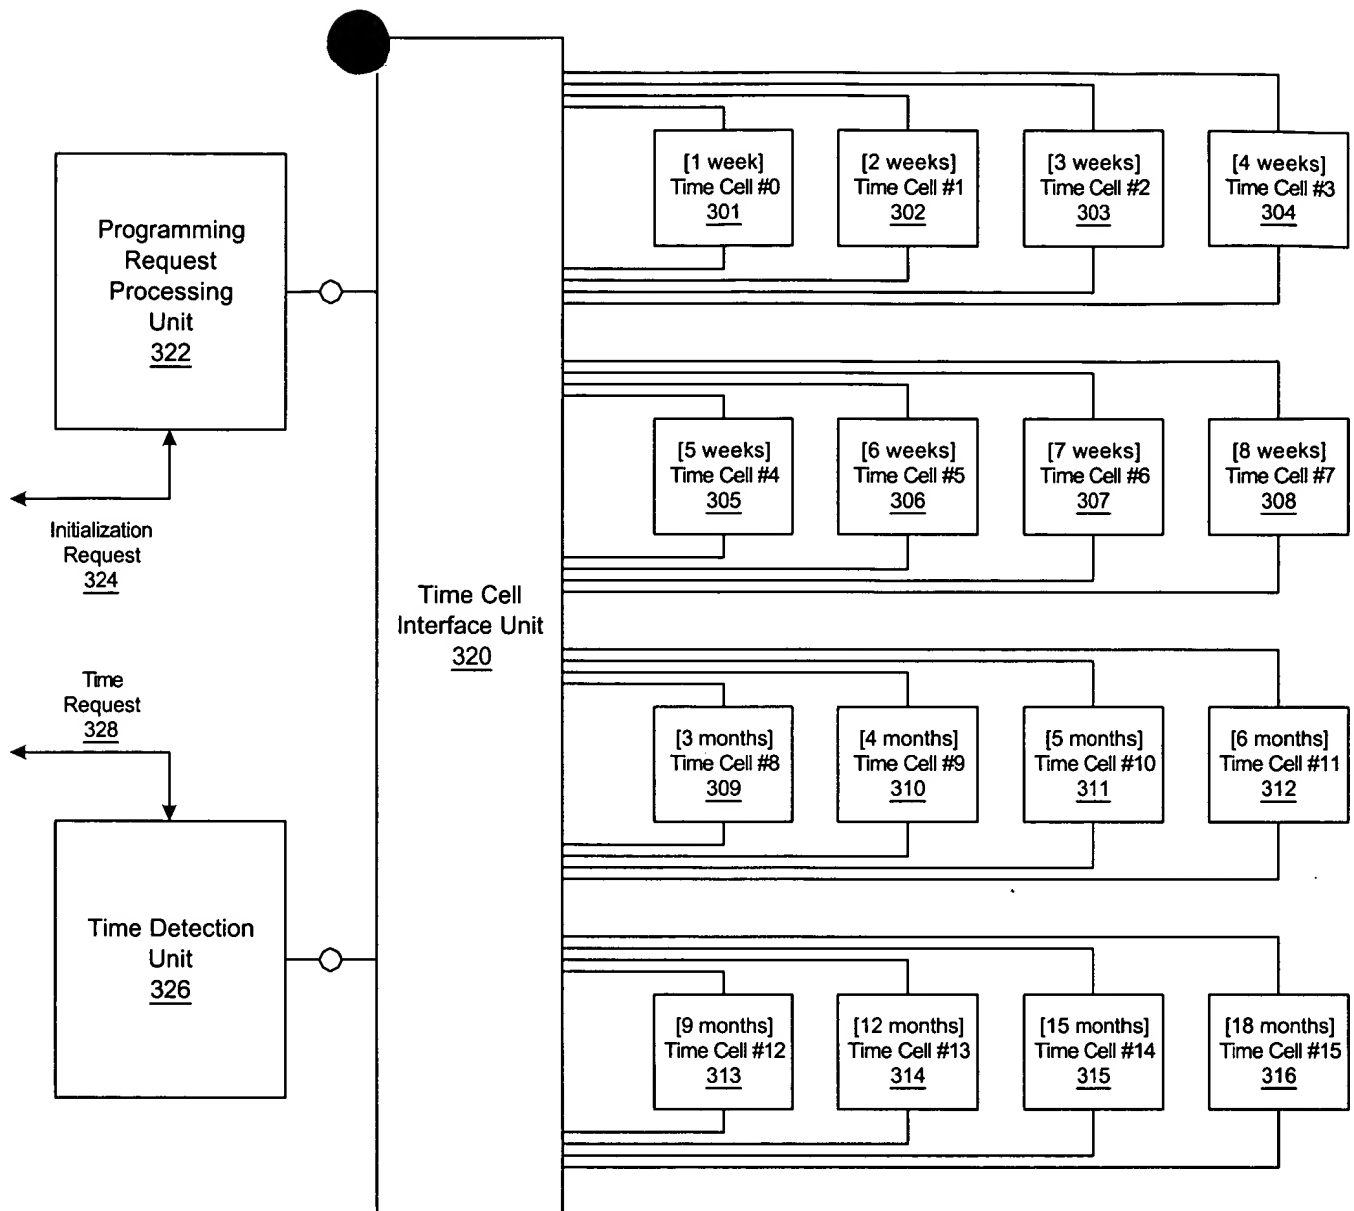 Programming
Request
Processing
Unit
322
Initialization
Request
324
Time
Request
328
Time Detection
Unit
326
Time Cell
Interface Unit
320
[1 week]
Time Cell #0
301
[2 weeks]
Time Cell #1
302
[3 weeks]
Time Cell #2
303
[4 weeks]
Time Cell #3
304
[5 weeks]
Time Cell #4
305
[6 weeks]
Time Cell #5
306
[7 weeks]
Time Cell #6
307
[8 weeks]
Time Cell #7
308
[3 months]
Time Cell #8
309
[4 months]
Time Cell #9
310
[5 months]
Time Cell #10
311
[6 months]
Time Cell #11
312
[9 months]
Time Cell #12
313
[12 months]
Time Cell #13
314
[15 months]
Time Cell #14
315
[18 months]
Time Cell #15
316